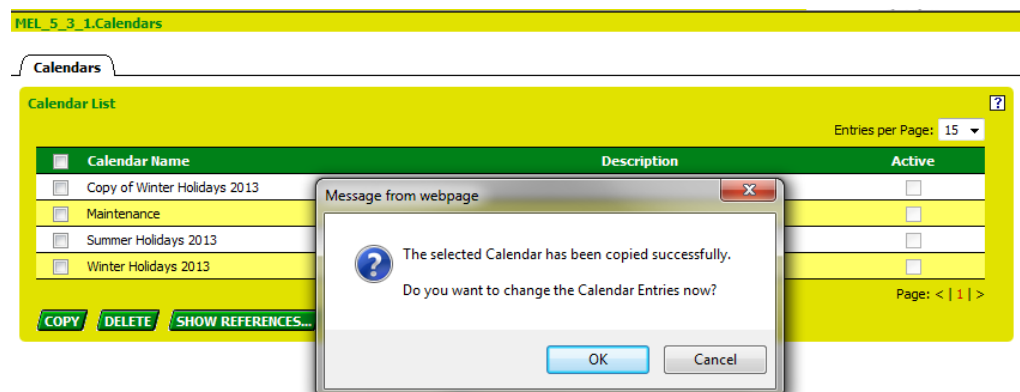 MEL_5_3_1.Calendars
Calendars
Calendar List
?
Entries per Page: 15
Calendar Name Description Active
Copy of Winter Holidays 2013
Maintenance
Summer Holidays 2013
Winter Holidays 2013
Page: < | 1 | >
COPY DELETE SHOW REFERENCES...
Message from webpage
X
?
The selected Calendar has been copied successfully.
Do you want to change the Calendar Entries now?
OK Cancel